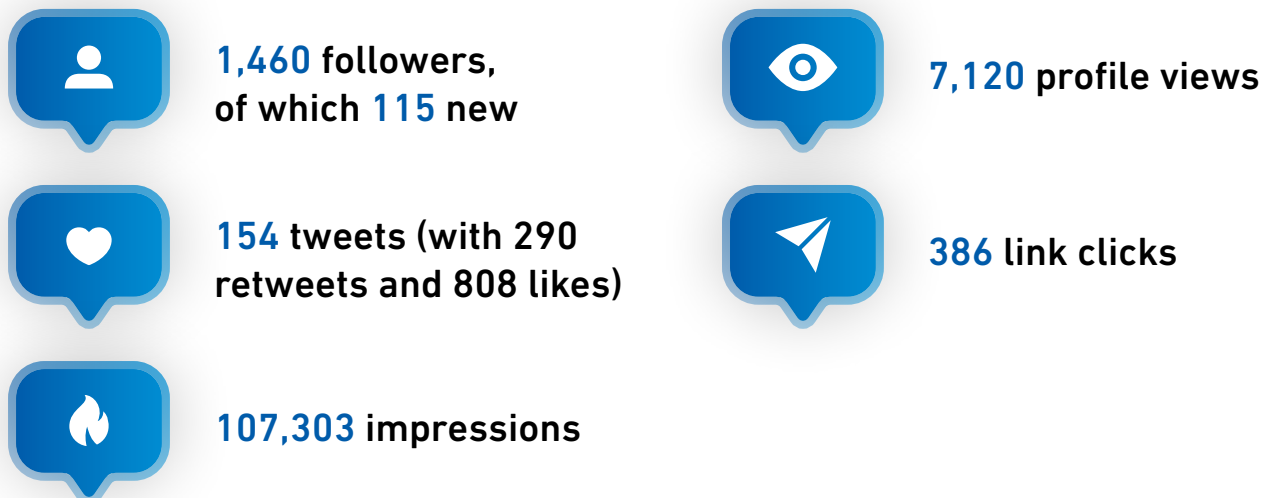 1,460 followers,
of which 115 new
7,120 profile views
154 tweets (with 290
retweets and 808 likes)
386 link clicks
107,303 impressions